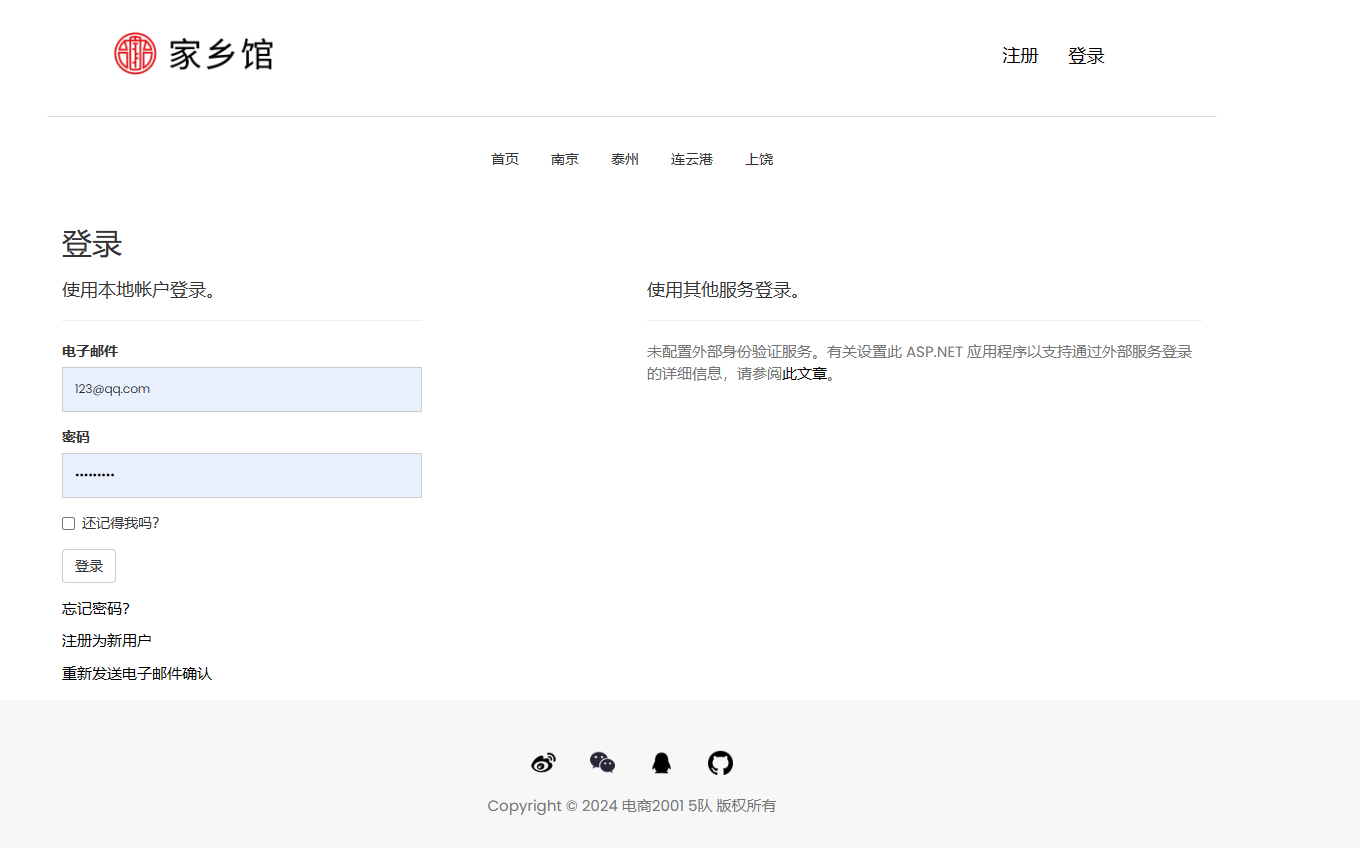 家乡馆
注册 登录
首页 南京 泰州 连云港 上饶
登录
使用本地帐户登录。
使用其他服务登录。
电子邮件
123@qq.com
密码
•••••••••
还记得我吗?
登录
忘记密码?
注册为新用户
重新发送电子邮件确认
未配置外部身份验证服务。有关设置此 ASP.NET 应用程序以支持通过外部服务登录
的详细信息，请参阅此文章。
Copyright © 2024 电商2001 5队 版权所有